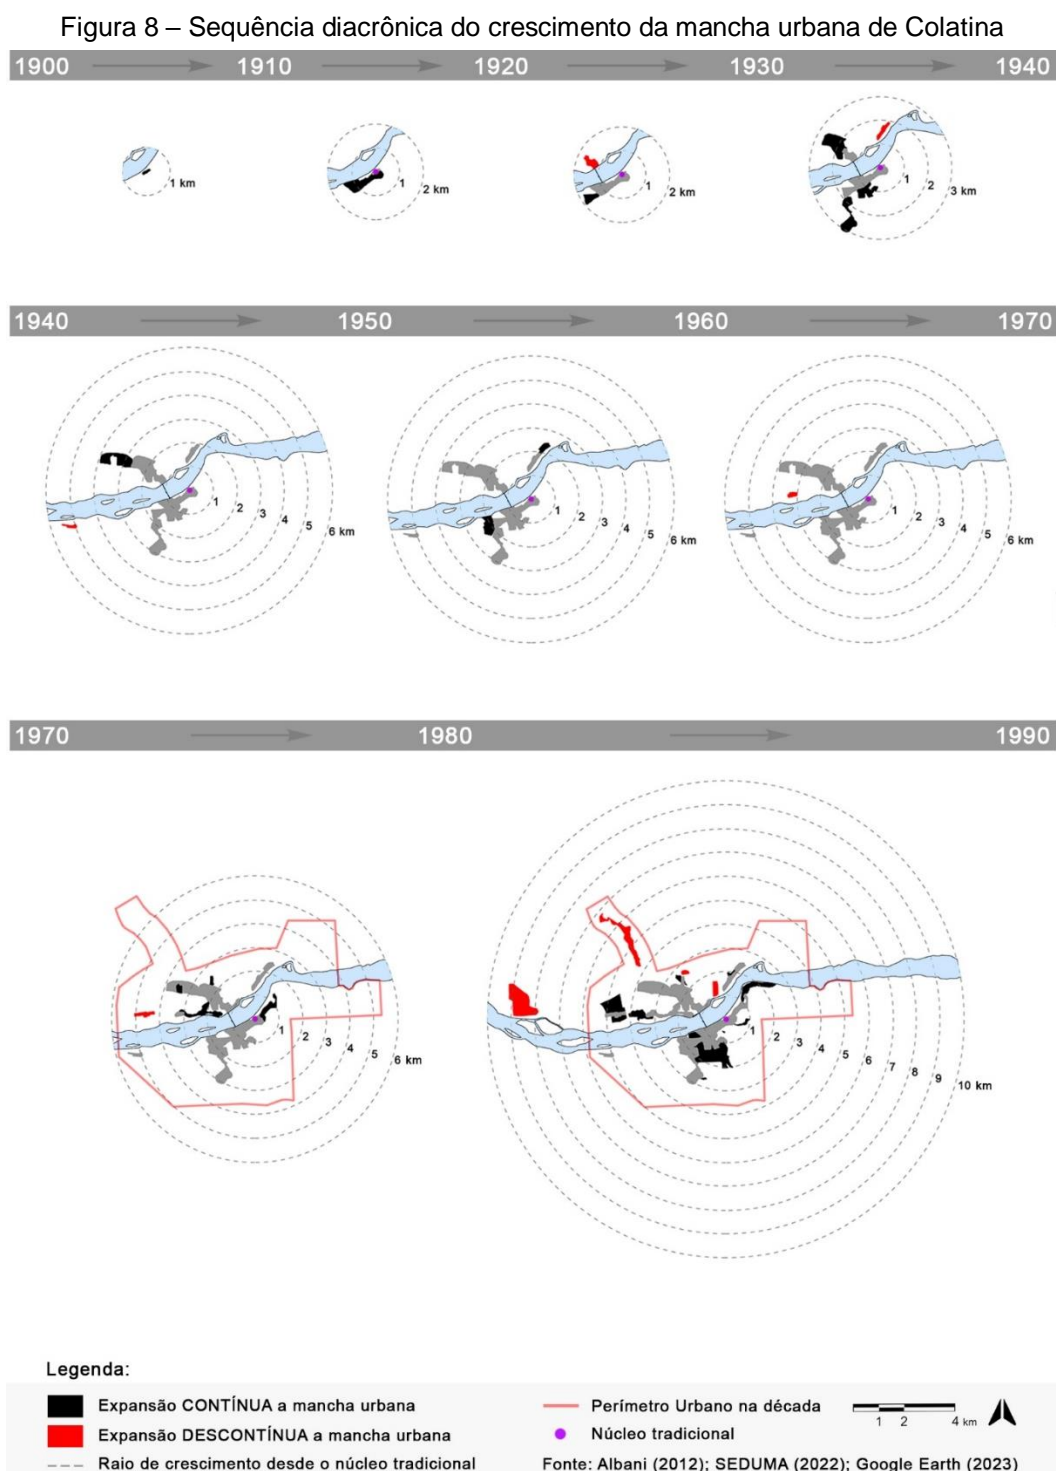 Figura 8 – Sequência diacrônica do crescimento da mancha urbana de Colatina
1900 1910 1920 1930 1940
1 km
1 2 km
1 2 km
1 2 3 km
1940 1950 1960 1970
1 2 3 4 5 6 km
1 2 3 4 5 6 km
1 2 3 4 5 6 km
1970 1980 1990
1 2 3 4 5 6 km
1 2 3 4 5 6 7 8 9 10 km
Legenda:
Expansão CONTÍNUA a mancha urbana
Expansão DESCONTÍNUA a mancha urbana
Raio de crescimento desde o núcleo tradicional
Perímetro Urbano na década
Núcleo tradicional
1 2 4 km
Fonte: Albani (2012); SEDUMA (2022); Google Earth (2023)